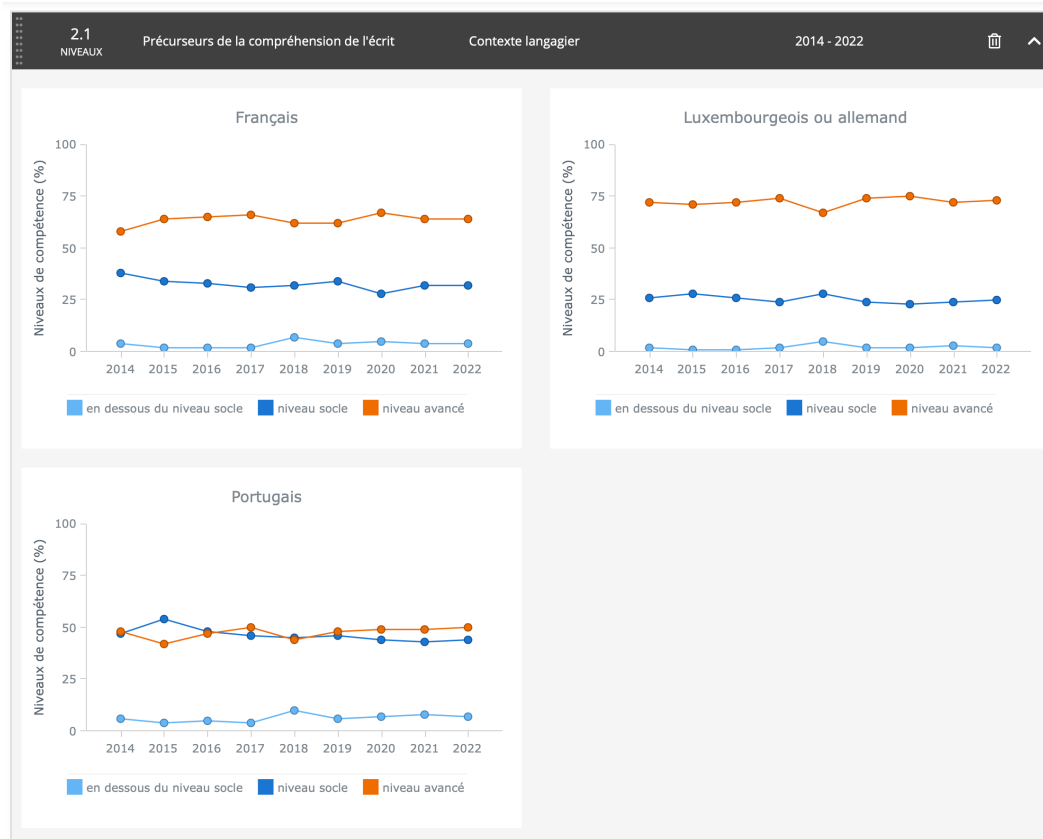 2.1
NIVEAUX
Précurseurs de la compréhension de l'écrit
Contexte langagier
2014 - 2022
Français
Niveaux de compétence (%)
100
75
50
25
0
2014 2015 2016 2017 2018 2019 2020 2021 2022
en dessous du niveau socle niveau socle niveau avancé
Luxembourgeois ou allemand
Niveaux de compétence (%)
100
75
50
25
0
2014 2015 2016 2017 2018 2019 2020 2021 2022
en dessous du niveau socle niveau socle niveau avancé
Portugais
Niveaux de compétence (%)
100
75
50
25
0
2014 2015 2016 2017 2018 2019 2020 2021 2022
en dessous du niveau socle niveau socle niveau avancé